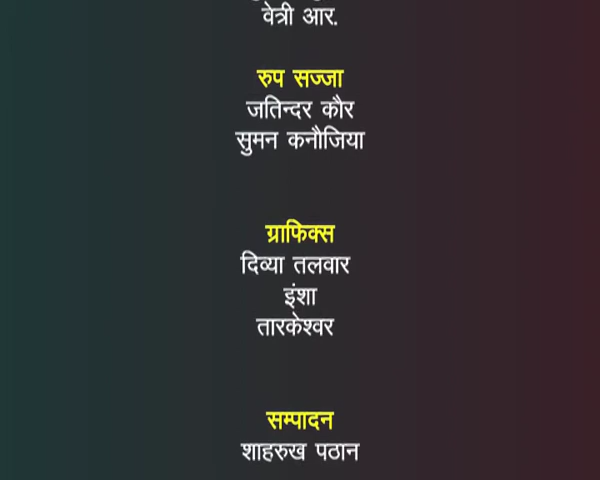 वेत्री आर.
रुप सज्जा
जतिन्दर कौर
सुमन कनौजिया
ग्राफिक्स
दिव्या तलवार
इंशा
तारकेश्वर
सम्पादन
शाहरुख पठान